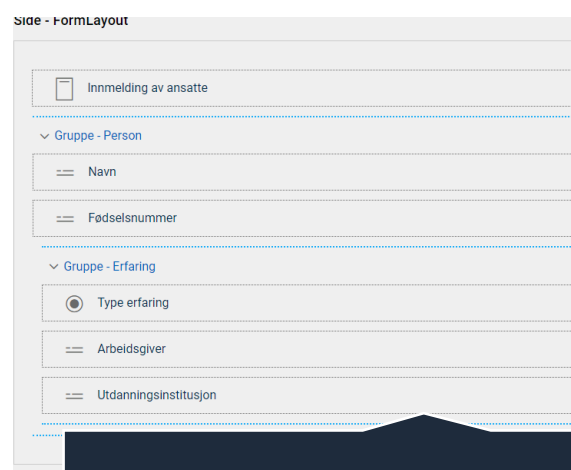 Side - FormLayout
Innmelding av ansatte
Gruppe - Person
Navn
Fødselsnummer
Gruppe - Erfaring
Type erfaring
Arbeidsgiver
Utdanningsinstitusjon